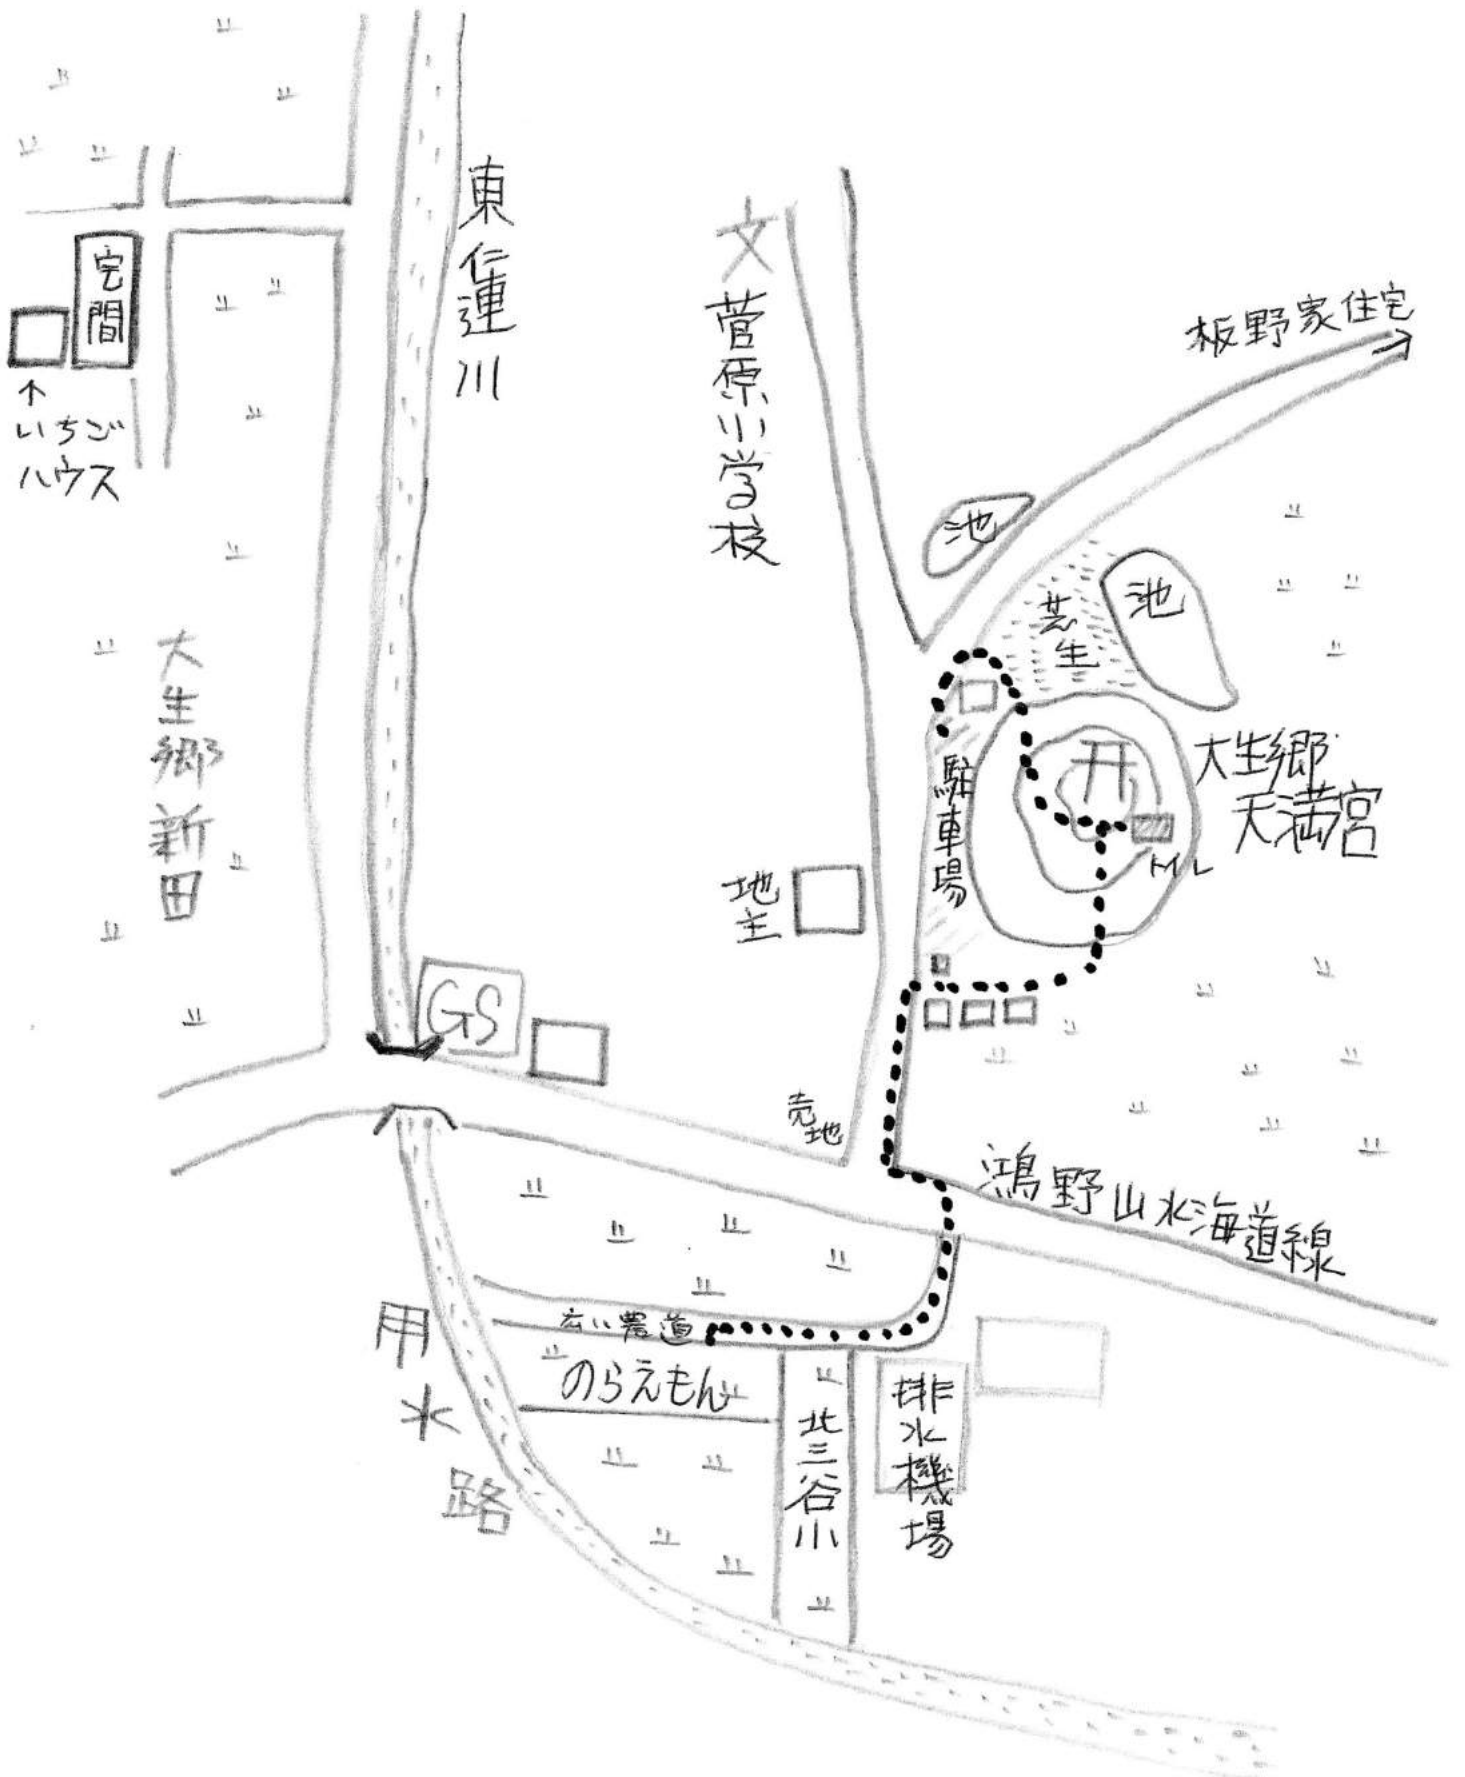 東仁連川
宅間
いちご
ハウス
大生郷新田
文
菅原小学校
板野家住宅
池
池
芝生
駐車場
大生郷
天満宮
トイレ
地主
GS
売地
鴻野山水海道線
用水路
広い農道
のらえもん
北三谷小
排水機場